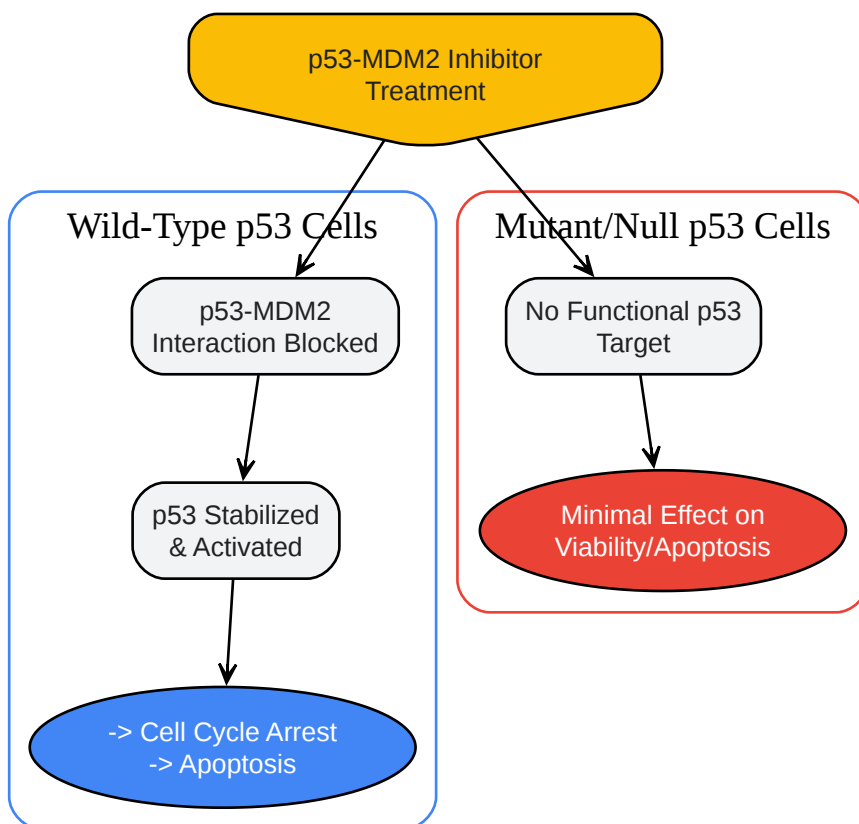 p53-MDM2 Inhibitor
Treatment
Wild-Type p53 Cells
p53-MDM2
Interaction Blocked
p53 Stabilized
& Activated
-> Cell Cycle Arrest
-> Apoptosis
Mutant/Null p53 Cells
No Functional p53
Target
Minimal Effect on
Viability/Apoptosis